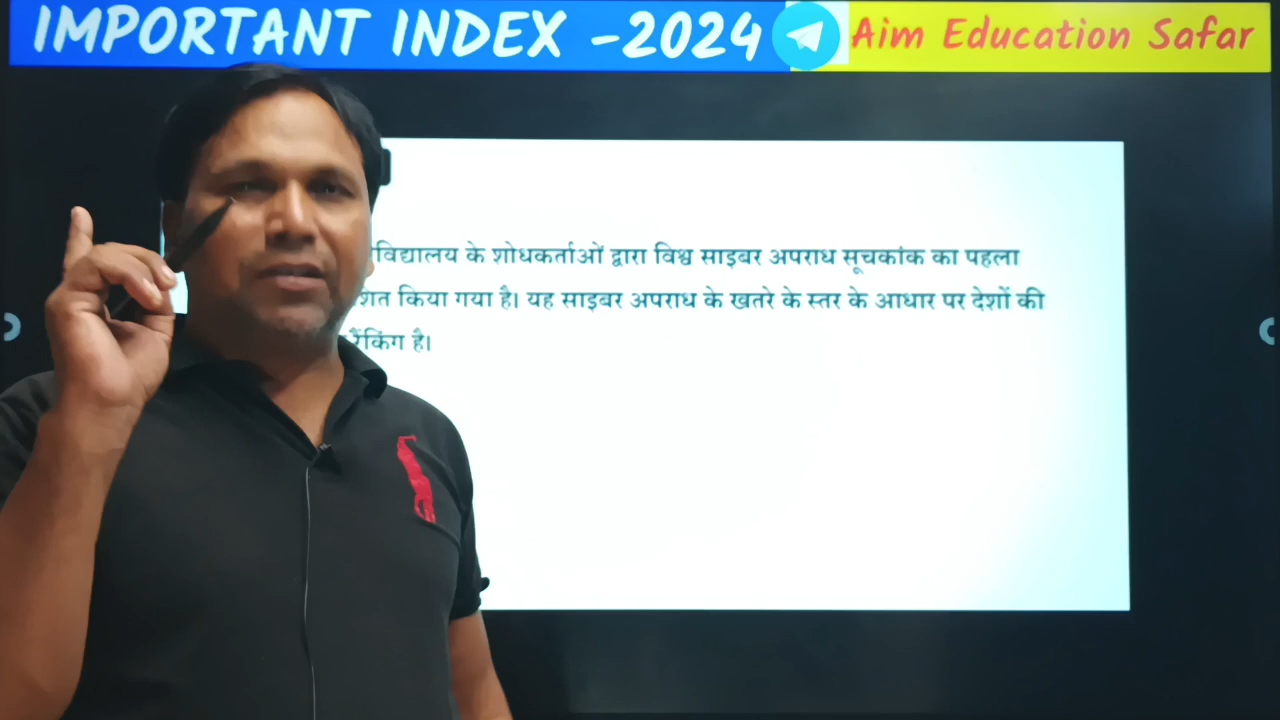 IMPORTANT INDEX -2024
Aim Education Safar
के शोधकर्ताओं द्वारा विश्व साइबर अपराध सूचकांक का पहला
किया गया है। यह साइबर अपराध के खतरे के स्तर के आधार पर देशों की
रैंकिंग है।